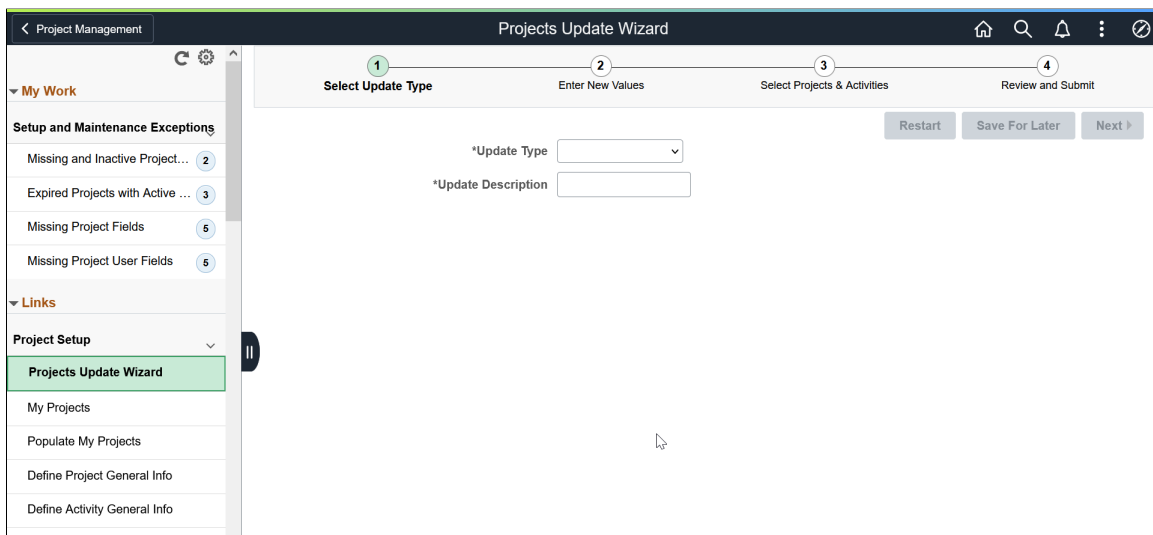 Project Management
Projects Update Wizard
My Work
Setup and Maintenance Exceptions
Missing and Inactive Project... 2
Expired Projects with Active ... 3
Missing Project Fields 5
Missing Project User Fields 5
Links
Project Setup
Projects Update Wizard
My Projects
Populate My Projects
Define Project General Info
Define Activity General Info
1 2 3 4
Select Update Type Enter New Values Select Projects & Activities Review and Submit
Restart Save For Later Next
*Update Type
*Update Description